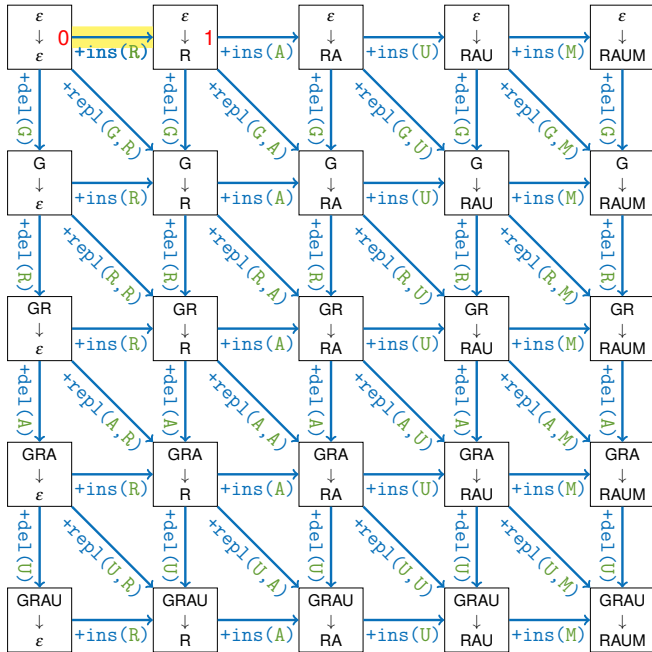 ε ε ε ε ε
↓ 0 ↓ 1 ↓ ↓ ↓
ε +ins(R) R +ins(A) RA +ins(U) RAU +ins(M) RAUM
+del(G) +repl(G,R) +del(G) +repl(G,A) +del(G) +repl(G,U) +del(G) +repl(G,M) +del(G)
G G G G G
↓ ↓ ↓ ↓ ↓
ε +ins(R) R +ins(A) RA +ins(U) RAU +ins(M) RAUM
+del(R) +repl(R,R) +del(R) +repl(R,A) +del(R) +repl(R,U) +del(R) +repl(R,M) +del(R)
GR GR GR GR GR
↓ ↓ ↓ ↓ ↓
ε +ins(R) R +ins(A) RA +ins(U) RAU +ins(M) RAUM
+del(A) +repl(A,R) +del(A) +repl(A,A) +del(A) +repl(A,U) +del(A) +repl(A,M) +del(A)
GRA GRA GRA GRA GRA
↓ ↓ ↓ ↓ ↓
ε +ins(R) R +ins(A) RA +ins(U) RAU +ins(M) RAUM
+del(U) +repl(U,R) +del(U) +repl(U,A) +del(U) +repl(U,U) +del(U) +repl(U,M) +del(U)
GRAU GRAU GRAU GRAU GRAU
↓ ↓ ↓ ↓ ↓
ε +ins(R) R +ins(A) RA +ins(U) RAU +ins(M) RAUM